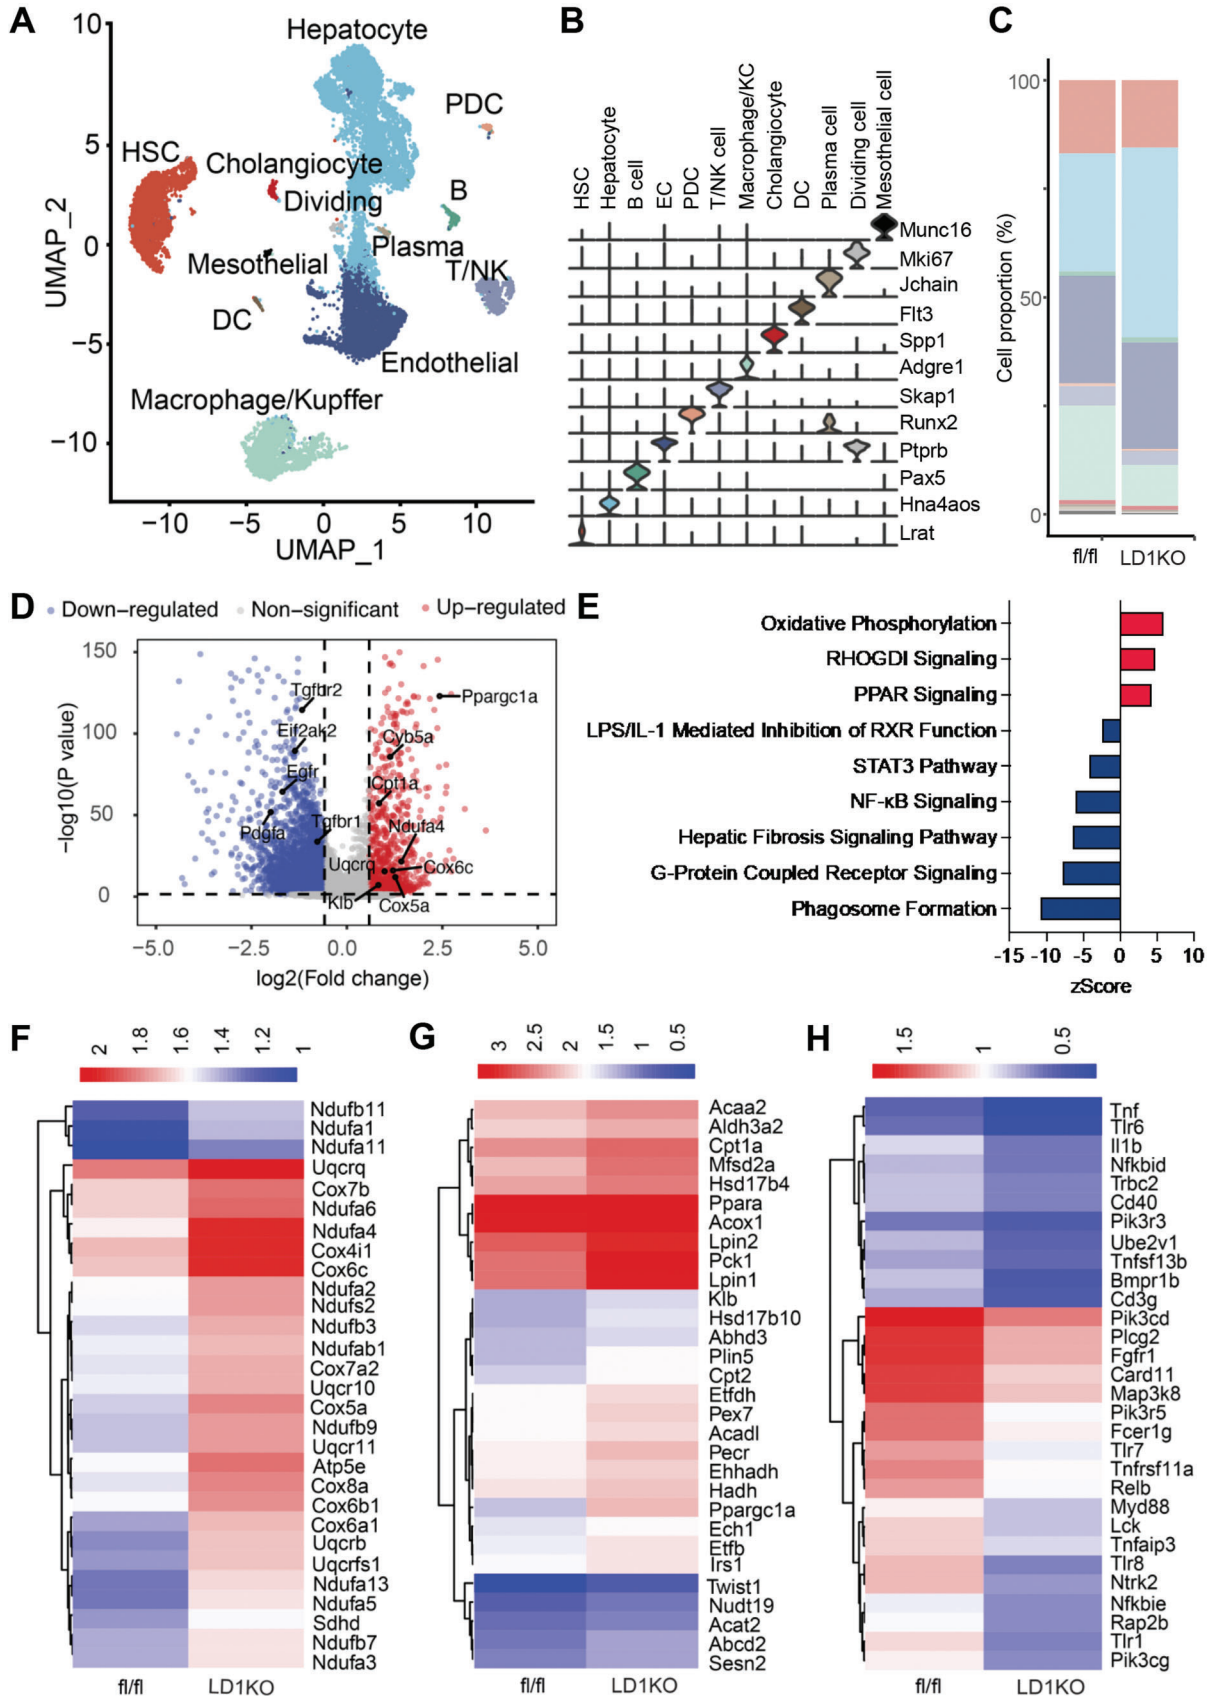 A
10
5
0
−5
−10
UMAP_2
Hepatocyte
PDC
HSC
Cholangiocyte
Dividing
B
Plasma
Mesothelial
T/NK
DC
Endothelial
Macrophage/Kupffer
−10
−5
0
5
10
UMAP_1
B
HSC
Hepatocyte
B cell
EC
PDC
T/NK cell
Macrophage/KC
Cholangiocyte
DC
Plasma cell
Dividing cell
Mesothelial cell
Munc16
Mki67
Jchain
Flt3
Spp1
Adgre1
Skap1
Runx2
Ptprb
Pax5
Hna4aos
Lrat
C
Cell proportion (%)
100
50
0
fl/fl
LD1KO
D
Down−regulated
Non−significant
Up−regulated
−log10(P value)
150
100
50
0
Tgfbr2
Ppargc1a
Eif2ak2
Cyb5a
Egfr
Cpt1a
Pdgfa
Tgfbr1
Ndufa4
Uqcrq
Cox6c
Klb
Cox5a
−5.0
−2.5
0.0
2.5
5.0
log2(Fold change)
E
Oxidative Phosphorylation
RHOGDI Signaling
PPAR Signaling
LPS/IL-1 Mediated Inhibition of RXR Function
STAT3 Pathway
NF-κB Signaling
Hepatic Fibrosis Signaling Pathway
G-Protein Coupled Receptor Signaling
Phagosome Formation
-15
-10
-5
0
5
10
zScore
F
2
1.8
1.6
1.4
1.2
1
Ndufb11
Ndufa1
Ndufa11
Uqcrq
Cox7b
Ndufa6
Ndufa4
Cox4i1
Cox6c
Ndufa2
Ndufs2
Ndufb3
Ndufab1
Cox7a2
Uqcr10
Cox5a
Ndufb9
Uqcr11
Atp5e
Cox8a
Cox6b1
Cox6a1
Uqcrb
Uqcrfs1
Ndufa13
Ndufa5
Sdhd
Ndufb7
Ndufa3
fl/fl
LD1KO
G
3
2.5
2
1.5
1
0.5
Acaa2
Aldh3a2
Cpt1a
Mfsd2a
Hsd17b4
Ppara
Acox1
Lpin2
Pck1
Lpin1
Klb
Hsd17b10
Abhd3
Plin5
Cpt2
Etfdh
Pex7
Acadl
Pecr
Ehhadh
Hadh
Ppargc1a
Ech1
Etfb
Irs1
Twist1
Nudt19
Acat2
Abcd2
Sesn2
fl/fl
LD1KO
H
1.5
1
0.5
Tnf
Tlr6
Il1b
Nfkbid
Trbc2
Cd40
Pik3r3
Ube2v1
Tnfsf13b
Bmpr1b
Cd3g
Pik3cd
Plcg2
Fgfr1
Card11
Map3k8
Pik3r5
Fcer1g
Tlr7
Tnfrsf11a
Relb
Myd88
Lck
Tnfaip3
Tlr8
Ntrk2
Nfkbie
Rap2b
Tlr1
Pik3cg
fl/fl
LD1KO